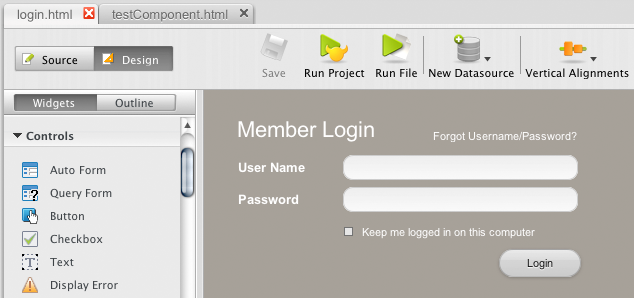 login.html testComponent.html
Source Design
Save Run Project Run File New Datasource Vertical Alignments
Widgets Outline
Controls
Auto Form
Query Form
Button
Checkbox
Text
Display Error
Member Login
Forgot Username/Password?
User Name
Password
Keep me logged in on this computer
Login